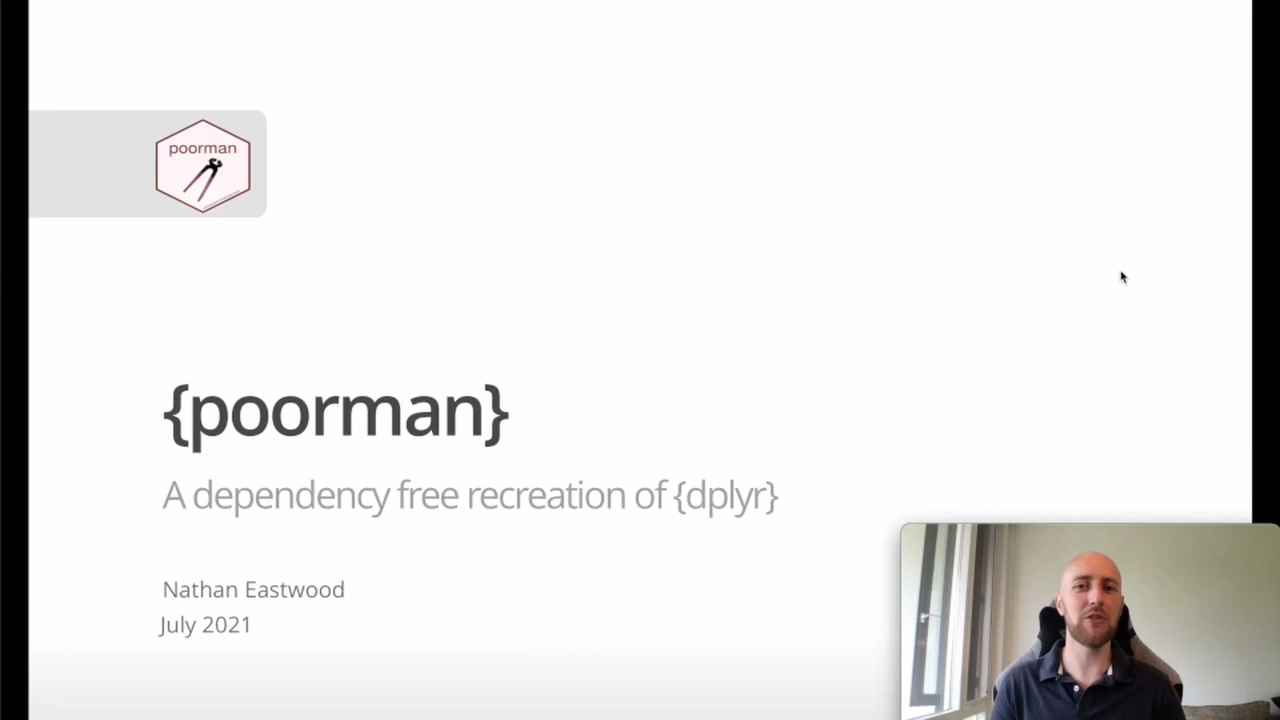 poorman
{poorman}
A dependency free recreation of {dplyr}
Nathan Eastwood
July 2021